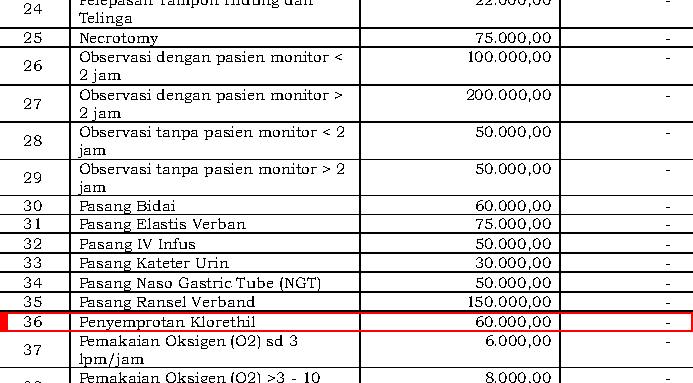 24 Pelepasan Tampon Hidung dan 22.000,00 -
Telinga
25 Necrotomy 75.000,00 -
26 Observasi dengan pasien monitor < 100.000,00 -
2 jam
27 Observasi dengan pasien monitor > 200.000,00 -
2 jam
28 Observasi tanpa pasien monitor < 2 50.000,00 -
jam
29 Observasi tanpa pasien monitor > 2 50.000,00 -
jam
30 Pasang Bidai 60.000,00 -
31 Pasang Elastis Verban 75.000,00 -
32 Pasang IV Infus 50.000,00 -
33 Pasang Kateter Urin 30.000,00 -
34 Pasang Naso Gastric Tube (NGT) 50.000,00 -
35 Pasang Ransel Verband 150.000,00 -
36 Penyemprotan Klorethil 60.000,00 -
37 Pemakaian Oksigen (O2) sd 3 6.000,00 -
lpm/jam
Pemakaian Oksigen (O2) >3 - 10 8.000,00 -